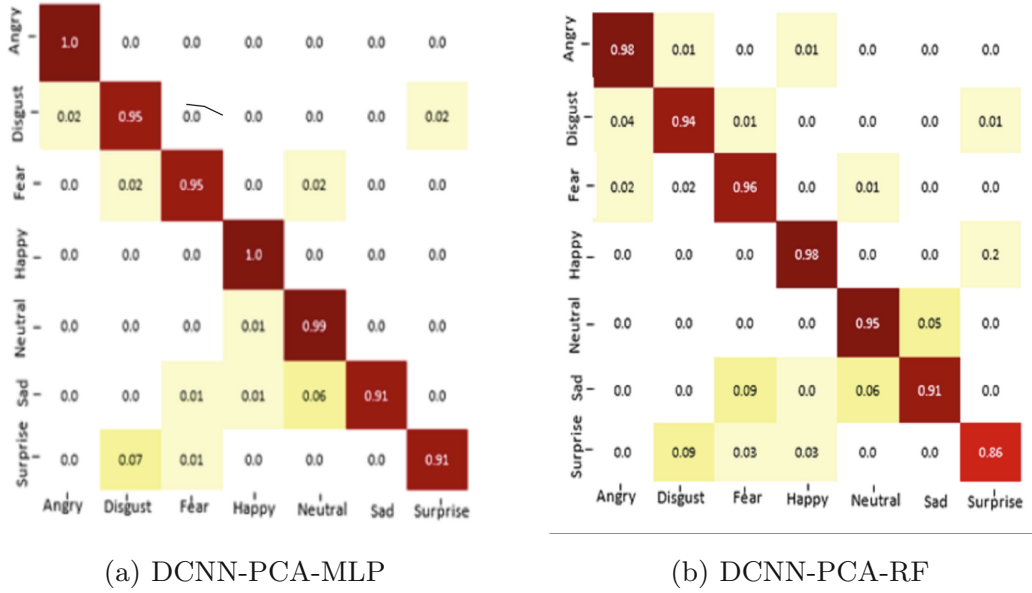 Angry 1.0 0.0 0.0 0.0 0.0 0.0 0.0
Disgust 0.02 0.95 0.0 0.0 0.0 0.0 0.02
Fear 0.0 0.02 0.95 0.0 0.02 0.0 0.0
Happy 0.0 0.0 0.0 1.0 0.0 0.0 0.0
Neutral 0.0 0.0 0.0 0.01 0.99 0.0 0.0
Sad 0.0 0.0 0.01 0.01 0.06 0.91 0.0
Surprise 0.0 0.07 0.01 0.0 0.0 0.0 0.91
Angry Disgust Fear Happy Neutral Sad Surprise
(a) DCNN-PCA-MLP
Angry 0.98 0.01 0.0 0.01 0.0 0.0 0.0
Disgust 0.04 0.94 0.01 0.0 0.0 0.0 0.01
Fear 0.02 0.02 0.96 0.0 0.01 0.0 0.0
Happy 0.0 0.0 0.0 0.98 0.0 0.0 0.2
Neutral 0.0 0.0 0.0 0.0 0.95 0.05 0.0
Sad 0.0 0.0 0.09 0.0 0.06 0.91 0.0
Surprise 0.0 0.09 0.03 0.03 0.0 0.0 0.86
Angry Disgust Fear Happy Neutral Sad Surprise
(b) DCNN-PCA-RF